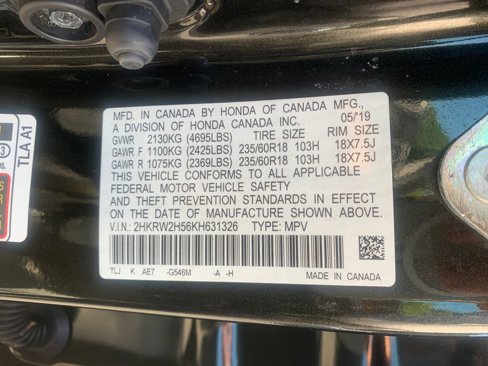 MFD. IN CANADA BY HONDA OF CANADA MFG.,
A DIVISION OF HONDA CANADA INC. 05/19
GVWR 2130KG (4695LBS) TIRE SIZE RIM SIZE
GAWR F 1100KG (2425LBS) 235/60R18 103H 18X7.5J
GAWR R 1075KG (2369LBS) 235/60R18 103H 18X7.5J
THIS VEHICLE CONFORMS TO ALL APPLICABLE
FEDERAL MOTOR VEHICLE SAFETY
AND THEFT PREVENTION STANDARDS IN EFFECT
ON THE DATE OF MANUFACTURE SHOWN ABOVE.
V.I.N.: 2HKRW2H56KH631326 TYPE: MPV
TLJ K AE7 -G546M -A -H
MADE IN CANADA
TLA A1
3